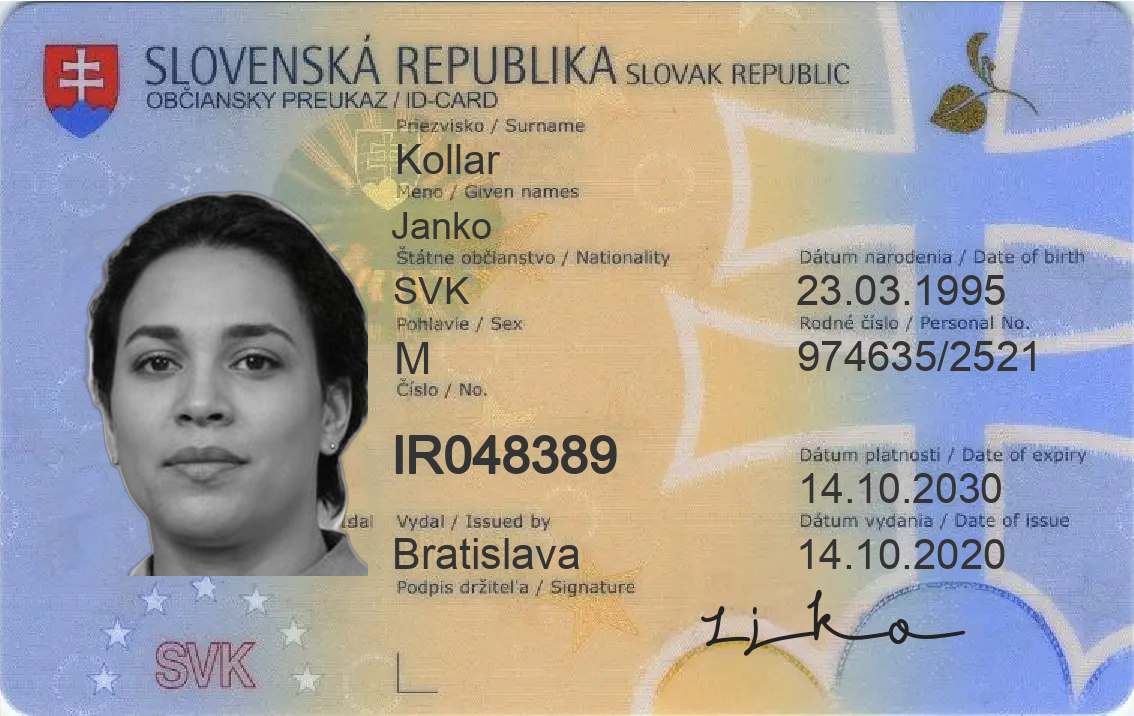 SLOVENSKÁ REPUBLIKA SLOVAK REPUBLIC
OBČIANSKY PREUKAZ / ID-CARD
Priezvisko / Surname
Kollar
Meno / Given names
Janko
Štátne občianstvo / Nationality
SVK
Dátum narodenia / Date of birth
23.03.1995
Pohlavie / Sex
M
Rodné číslo / Personal No.
974635/2521
Číslo / No.
IR048389
Dátum platnosti / Date of expiry
14.10.2030
Vydal / Issued by
Bratislava
Dátum vydania / Date of issue
14.10.2020
Podpis držiteľa / Signature
SVK